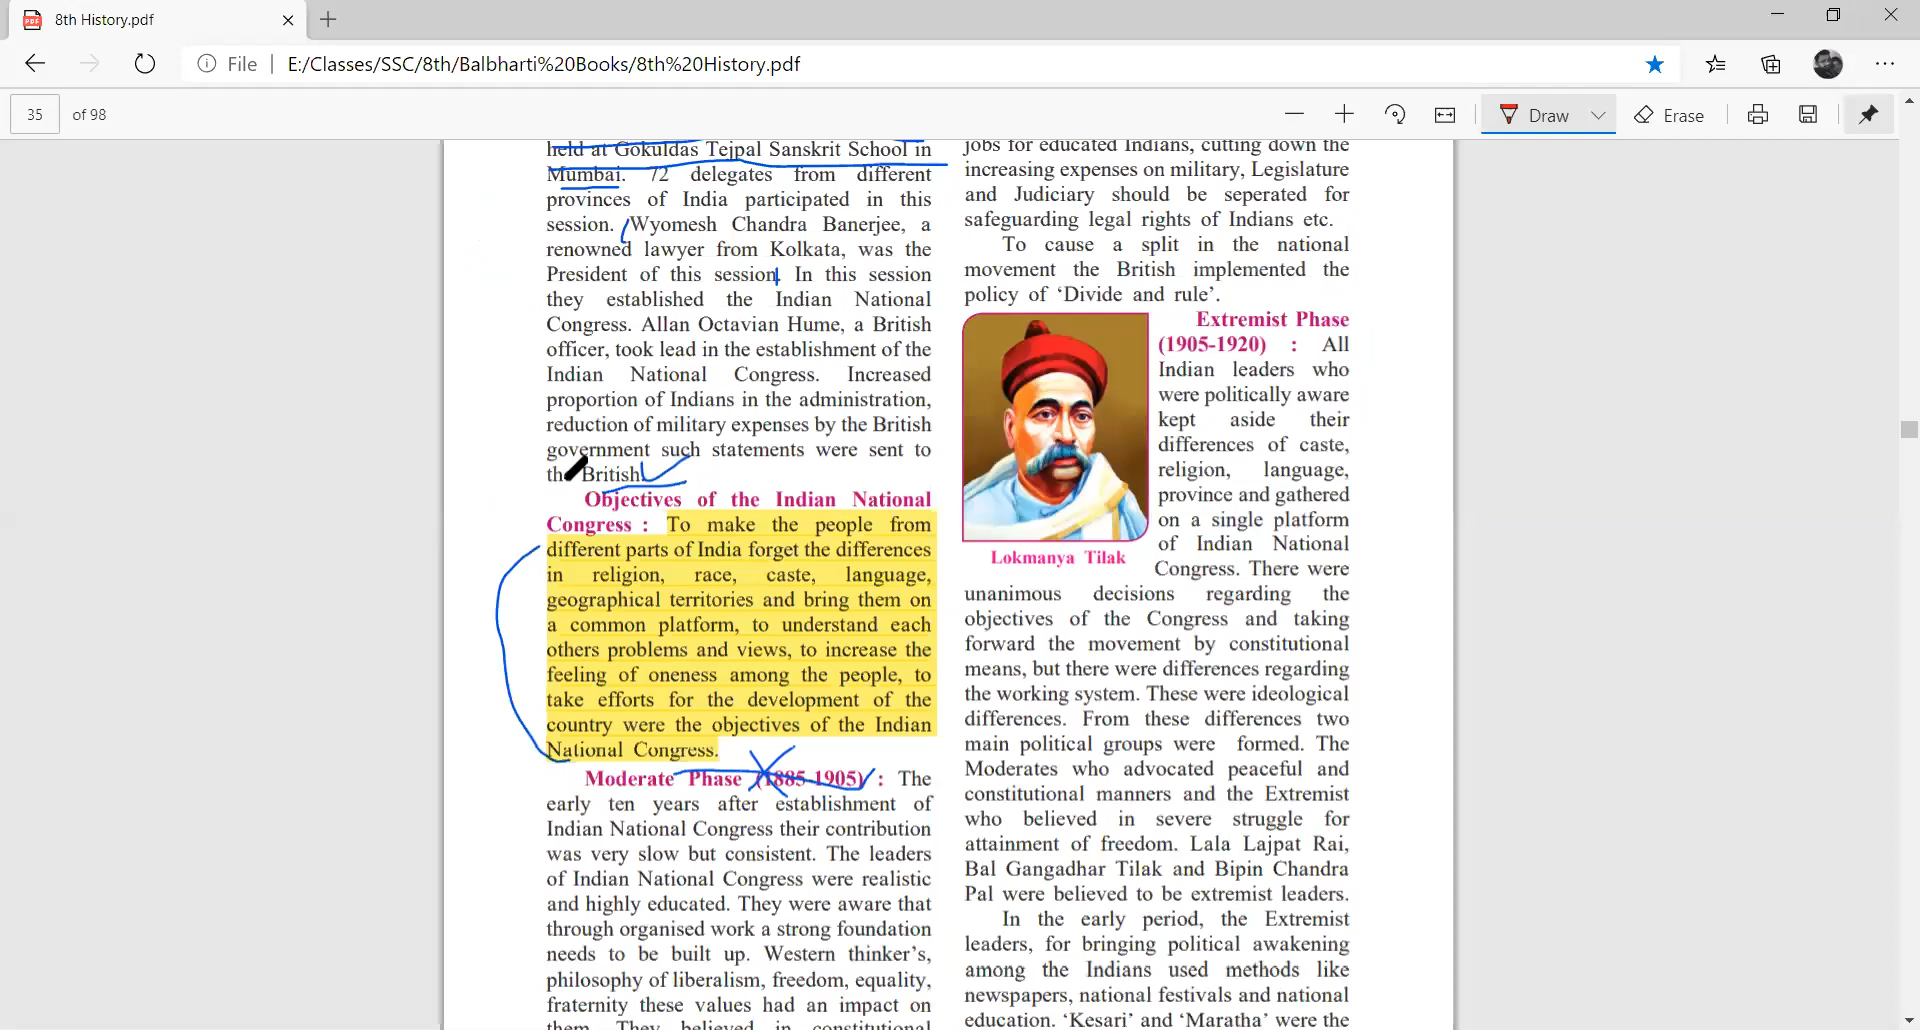 8th History.pdf
File
E:/Classes/SSC/8th/Balbharti%20Books/8th%20History.pdf
35
of 98
Draw
Erase
held at Gokuldas Tejpal Sanskrit School in
Mumbai. 72 delegates from different
provinces of India participated in this
session. Wyomesh Chandra Banerjee, a
renowned lawyer from Kolkata, was the
President of this session. In this session
they established the Indian National
Congress. Allan Octavian Hume, a British
officer, took lead in the establishment of the
Indian National Congress. Increased
proportion of Indians in the administration,
reduction of military expenses by the British
government such statements were sent to
the British.
Objectives of the Indian National
Congress : To make the people from
different parts of India forget the differences
in religion, race, caste, language,
geographical territories and bring them on
a common platform, to understand each
others problems and views, to increase the
feeling of oneness among the people, to
take efforts for the development of the
country were the objectives of the Indian
National Congress.
Moderate Phase (1885-1905) : The
early ten years after establishment of
Indian National Congress their contribution
was very slow but consistent. The leaders
of Indian National Congress were realistic
and highly educated. They were aware that
through organised work a strong foundation
needs to be built up. Western thinker's,
philosophy of liberalism, freedom, equality,
fraternity these values had an impact on
them. They believed in constitutional
jobs for educated Indians, cutting down the
increasing expenses on military, Legislature
and Judiciary should be seperated for
safeguarding legal rights of Indians etc.
To cause a split in the national
movement the British implemented the
policy of ‘Divide and rule’.
Extremist Phase
(1905-1920) : All
Indian leaders who
were politically aware
kept aside their
differences of caste,
religion, language,
province and gathered
on a single platform
of Indian National
Congress. There were
Lokmanya Tilak
unanimous decisions regarding the
objectives of the Congress and taking
forward the movement by constitutional
means, but there were differences regarding
the working system. These were ideological
differences. From these differences two
main political groups were formed. The
Moderates who advocated peaceful and
constitutional manners and the Extremist
who believed in severe struggle for
attainment of freedom. Lala Lajpat Rai,
Bal Gangadhar Tilak and Bipin Chandra
Pal were believed to be extremist leaders.
In the early period, the Extremist
leaders, for bringing political awakening
among the Indians used methods like
newspapers, national festivals and national
education. ‘Kesari’ and ‘Maratha’ were the